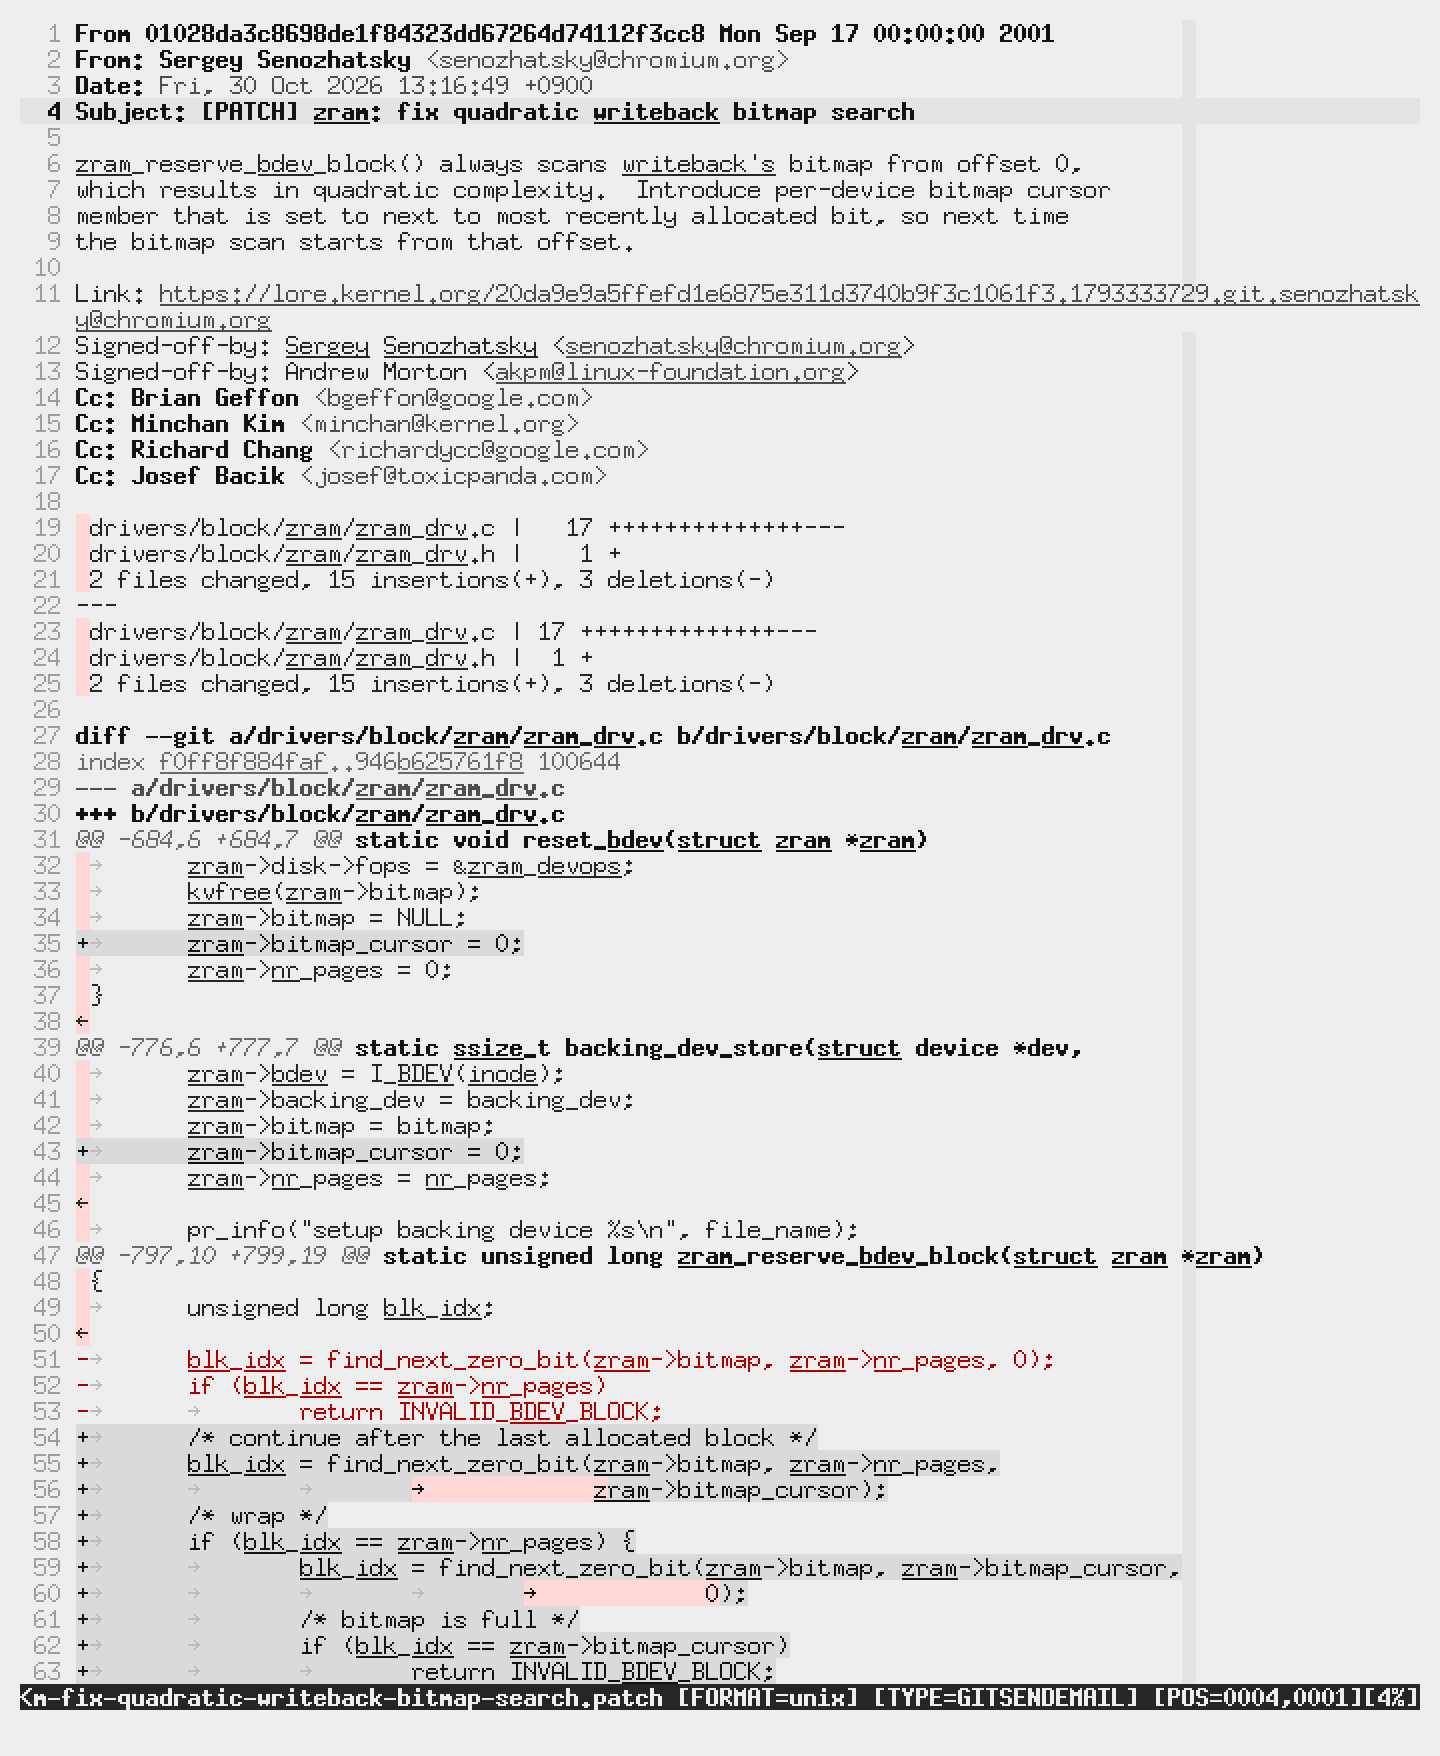 1 From 01028da3c8698de1f84323dd67264d74112f3cc8 Mon Sep 17 00:00:00 2001
2 From: Sergey Senozhatsky <senozhatsky@chromium.org>
3 Date: Fri, 30 Oct 2026 13:16:49 +0900
4 Subject: [PATCH] zram: fix quadratic writeback bitmap search
5
6 zram_reserve_bdev_block() always scans writeback's bitmap from offset 0,
7 which results in quadratic complexity.  Introduce per-device bitmap cursor
8 member that is set to next to most recently allocated bit, so next time
9 the bitmap scan starts from that offset.
10
11 Link: https://lore.kernel.org/20da9e9a5ffefd1e6875e311d3740b9f3c1061f3.1793333729.git.senozhatsk
y@chromium.org
12 Signed-off-by: Sergey Senozhatsky <senozhatsky@chromium.org>
13 Signed-off-by: Andrew Morton <akpm@linux-foundation.org>
14 Cc: Brian Geffon <bgeffon@google.com>
15 Cc: Minchan Kim <minchan@kernel.org>
16 Cc: Richard Chang <richardycc@google.com>
17 Cc: Josef Bacik <josef@toxicpanda.com>
18
19  drivers/block/zram/zram_drv.c |   17 ++++++++++++++---
20  drivers/block/zram/zram_drv.h |    1 +
21  2 files changed, 15 insertions(+), 3 deletions(-)
22 ---
23  drivers/block/zram/zram_drv.c | 17 ++++++++++++++---
24  drivers/block/zram/zram_drv.h |  1 +
25  2 files changed, 15 insertions(+), 3 deletions(-)
26
27 diff --git a/drivers/block/zram/zram_drv.c b/drivers/block/zram/zram_drv.c
28 index f0ff8f884faf..946b625761f8 100644
29 --- a/drivers/block/zram/zram_drv.c
30 +++ b/drivers/block/zram/zram_drv.c
31 @@ -684,6 +684,7 @@ static void reset_bdev(struct zram *zram)
32  →      zram->disk->fops = &zram_devops;
33  →      kvfree(zram->bitmap);
34  →      zram->bitmap = NULL;
35 +→      zram->bitmap_cursor = 0;
36  →      zram->nr_pages = 0;
37  }
38 ←
39 @@ -776,6 +777,7 @@ static ssize_t backing_dev_store(struct device *dev,
40  →      zram->bdev = I_BDEV(inode);
41  →      zram->backing_dev = backing_dev;
42  →      zram->bitmap = bitmap;
43 +→      zram->bitmap_cursor = 0;
44  →      zram->nr_pages = nr_pages;
45 ←
46  →      pr_info("setup backing device %s\n", file_name);
47 @@ -797,10 +799,19 @@ static unsigned long zram_reserve_bdev_block(struct zram *zram)
48  {
49  →      unsigned long blk_idx;
50 ←
51 -→      blk_idx = find_next_zero_bit(zram->bitmap, zram->nr_pages, 0);
52 -→      if (blk_idx == zram->nr_pages)
53 -→      →       return INVALID_BDEV_BLOCK;
54 +→      /* continue after the last allocated block */
55 +→      blk_idx = find_next_zero_bit(zram->bitmap, zram->nr_pages,
56 +→      →       →       →            zram->bitmap_cursor);
57 +→      /* wrap */
58 +→      if (blk_idx == zram->nr_pages) {
59 +→      →       blk_idx = find_next_zero_bit(zram->bitmap, zram->bitmap_cursor,
60 +→      →       →       →       →            0);
61 +→      →       /* bitmap is full */
62 +→      →       if (blk_idx == zram->bitmap_cursor)
63 +→      →       →       return INVALID_BDEV_BLOCK;
<m-fix-quadratic-writeback-bitmap-search.patch [FORMAT=unix] [TYPE=GITSENDEMAIL] [POS=0004,0001][4%]